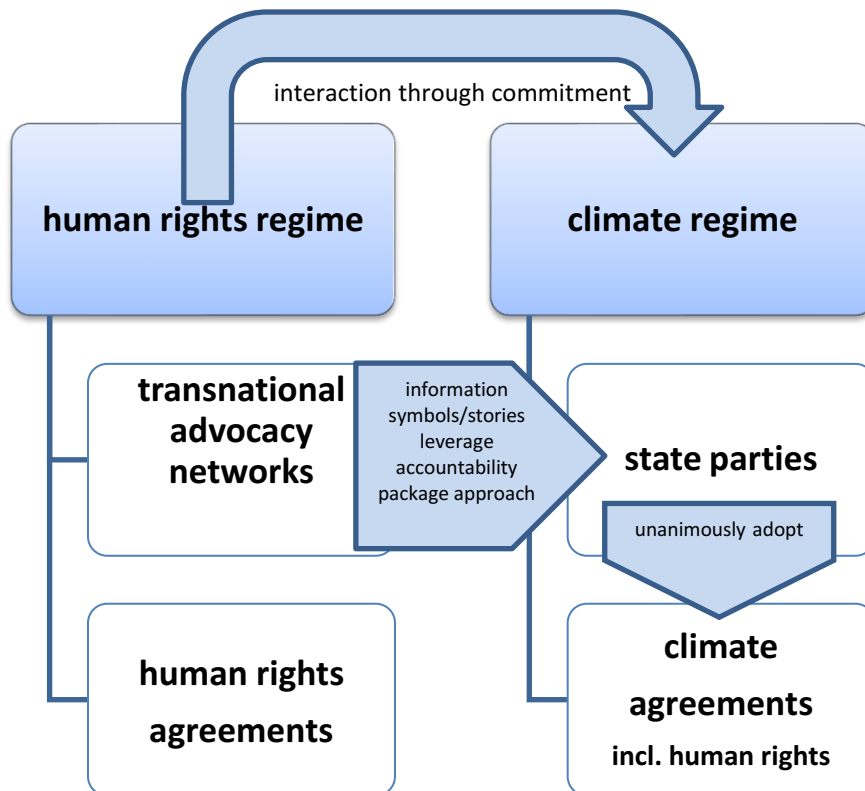 interaction through commitment
human rights regime
climate regime
transnational
advocacy
networks
information
symbols/stories
leverage
accountability
package approach
state parties
unanimously adopt
human rights
agreements
climate
agreements
incl. human rights